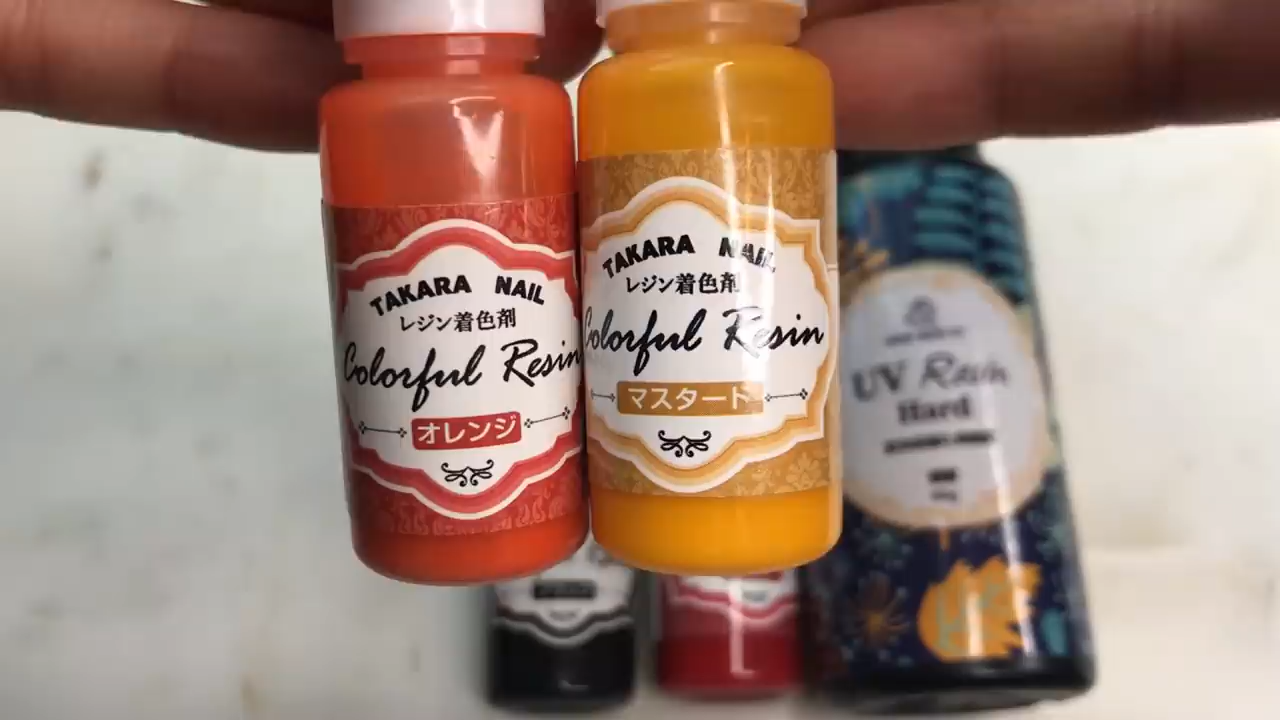 TAKARA NAIL
レジン着色剤
Colorful Resin
オレンジ
TAKARA NAIL
レジン着色剤
Colorful Resin
マスタード
UV Resin
Hard